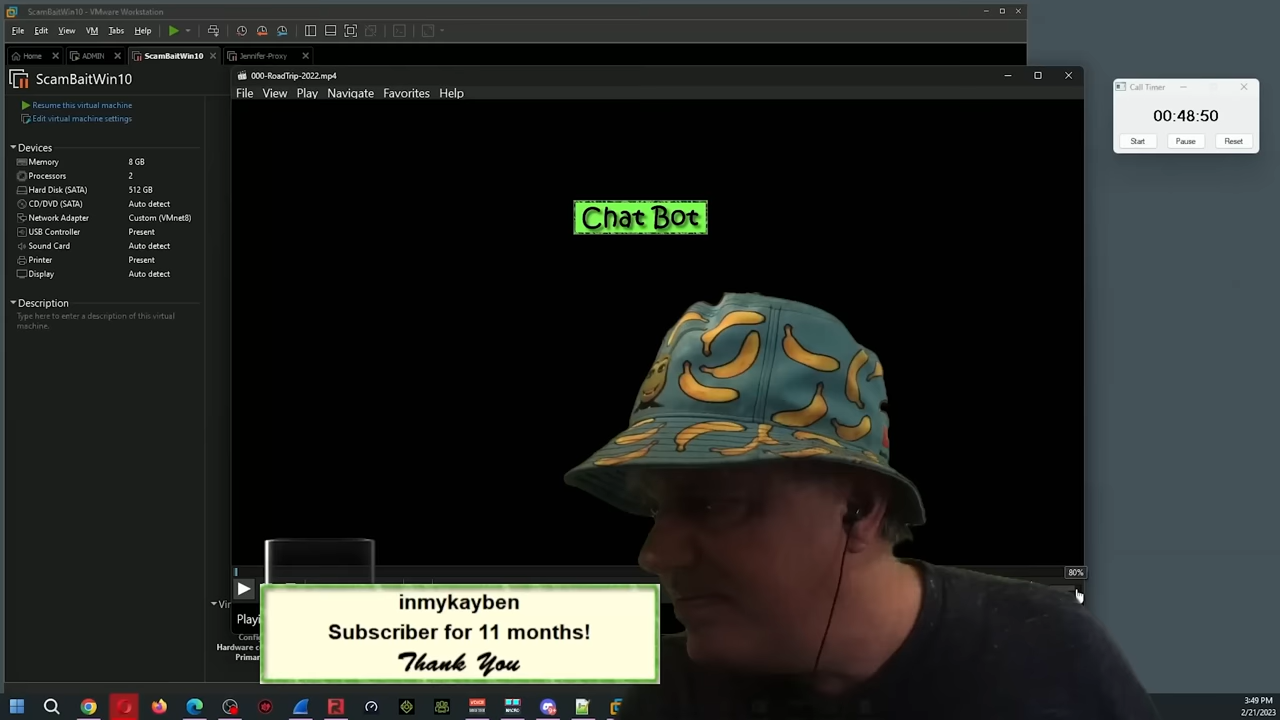 ScamBaitWin10 - VMware Workstation
File Edit View VM Tabs Help
Home ADMIN ScamBaitWin10 Jennifer-Proxy
ScamBaitWin10
Resume this virtual machine
Edit virtual machine settings
Devices
Memory 8 GB
Processors 2
Hard Disk (SATA) 512 GB
CD/DVD (SATA) Auto detect
Network Adapter Custom (VMnet8)
USB Controller Present
Sound Card Auto detect
Printer Present
Display Auto detect
Description
Type here to enter a description of this virtual
machine.
000-RoadTrip-2022.mp4
File View Play Navigate Favorites Help
Chat Bot
80%
Call Timer
00:48:50
Start Pause Reset
inmykayben
Subscriber for 11 months!
Thank You
3:49 PM
2/21/2023